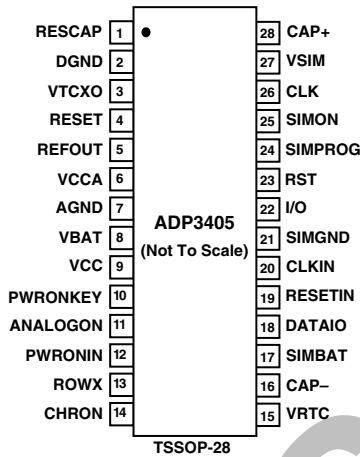 RESCAP 1 28 CAP+
DGND 2 27 VSIM
VTCXO 3 26 CLK
RESET 4 25 SIMON
REFOUT 5 24 SIMPROG
VCCA 6 23 RST
AGND 7 22 I/O
VBAT 8 21 SIMGND
VCC 9 20 CLKIN
PWRONKEY 10 19 RESETIN
ANALOGON 11 18 DATAIO
PWRONIN 12 17 SIMBAT
ROWX 13 16 CAP–
CHRON 14 15 VRTC
ADP3405
(Not To Scale)
TSSOP-28